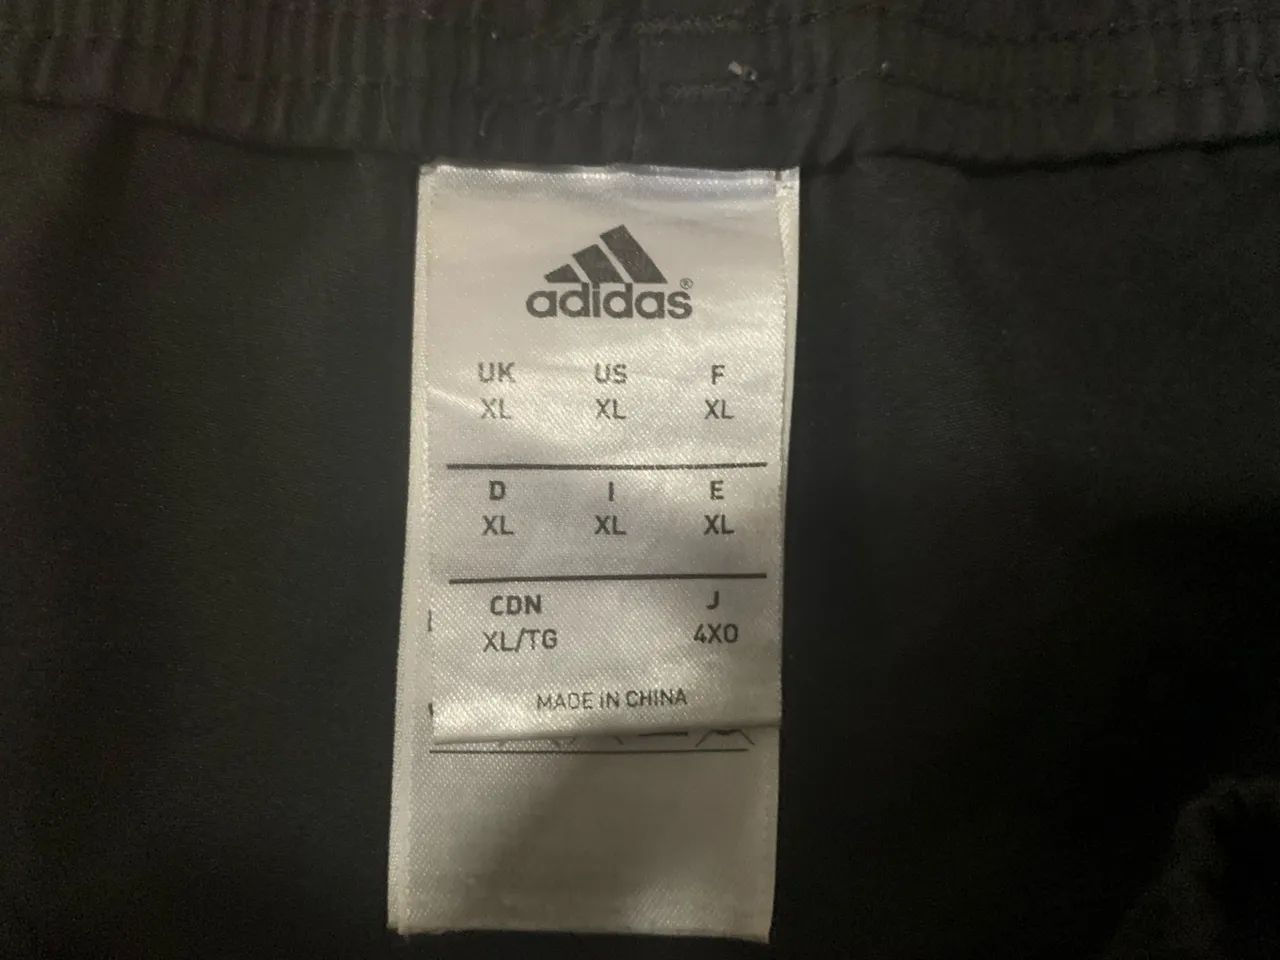 adidas®
UK US F
XL XL XL
D I E
XL XL XL
CDN J
XL/TG 4XO
MADE IN CHINA